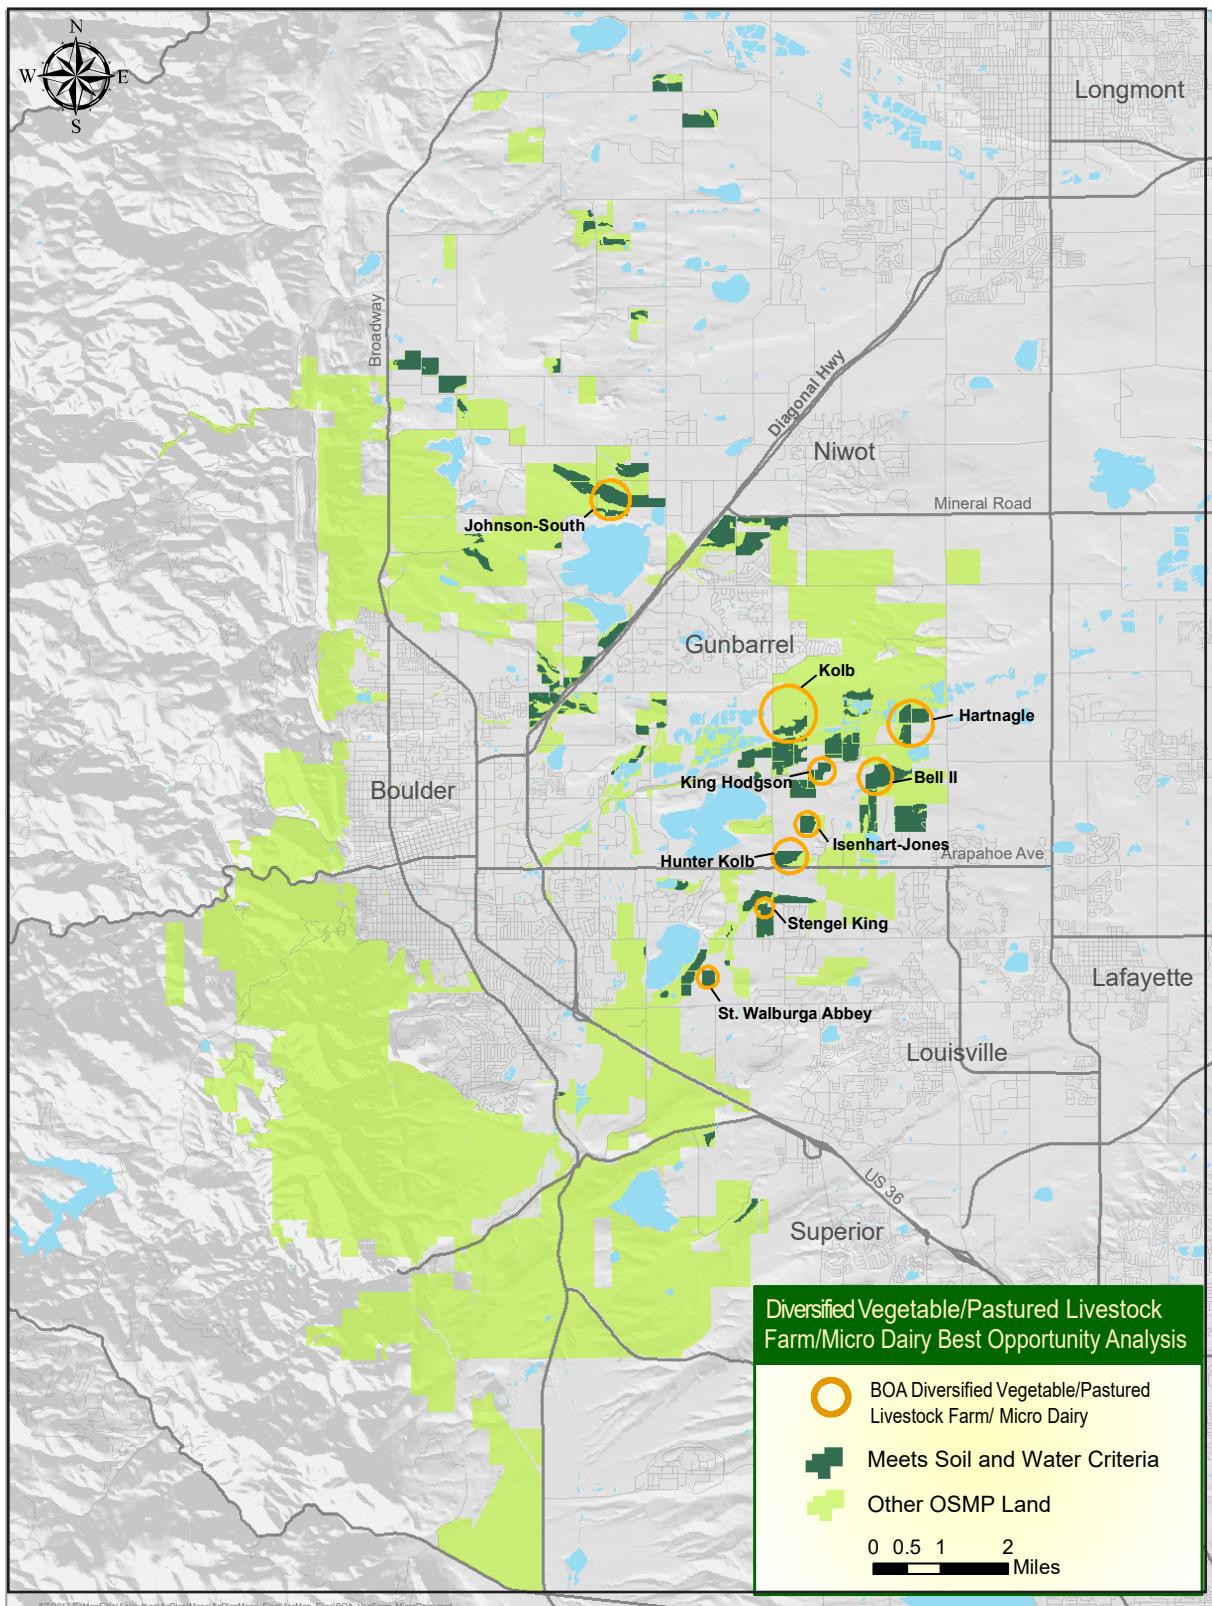 N
W E
S
Longmont
Broadway
Diagonal Hwy
Niwot
Mineral Road
Johnson-South
Gunbarrel
Kolb
Hartnagle
King Hodgson
Bell II
Boulder
Isenhart-Jones
Arapahoe Ave
Hunter Kolb
Stengel King
Lafayette
St. Walburga Abbey
Louisville
US 36
Superior
Diversified Vegetable/Pastured Livestock
Farm/Micro Dairy Best Opportunity Analysis
BOA Diversified Vegetable/Pastured
Livestock Farm/ Micro Dairy
Meets Soil and Water Criteria
Other OSMP Land
0 0.5 1 2
Miles